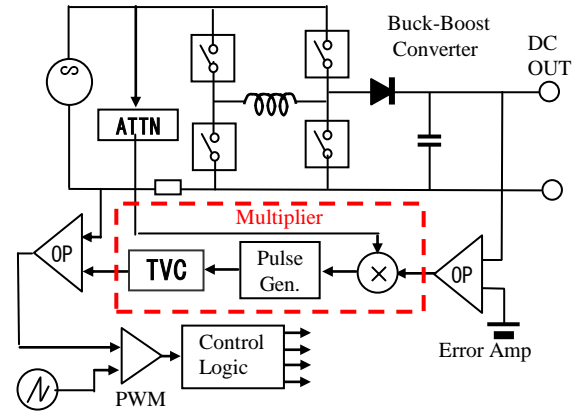 Buck-Boost
Converter
DC
OUT
S
ATTN
Multiplier
OP
TVC
Pulse
Gen.
×
OP
Control
Logic
PWM
Error Amp